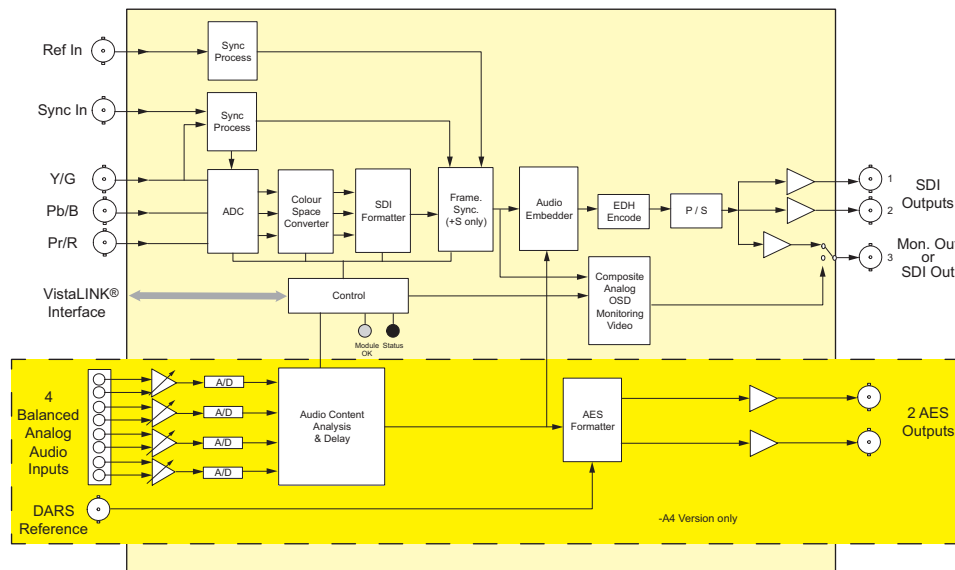 Ref In
Sync
Process
Sync In
Sync
Process
Y/G
Pb/B
Pr/R
ADC
Colour
Space
Converter
SDI
Formatter
Frame.
Sync.
(+S only)
Audio
Embedder
EDH
Encode
P / S
1
2
3
SDI
Outputs
Mon. Out
or
SDI Out
VistaLINK®
Interface
Control
Module
OK
Status
Composite
Analog
OSD
Monitoring
Video
4
Balanced
Analog
Audio
Inputs
A/D
A/D
A/D
A/D
Audio Content
Analysis
& Delay
AES
Formatter
2 AES
Outputs
DARS
Reference
-A4 Version only